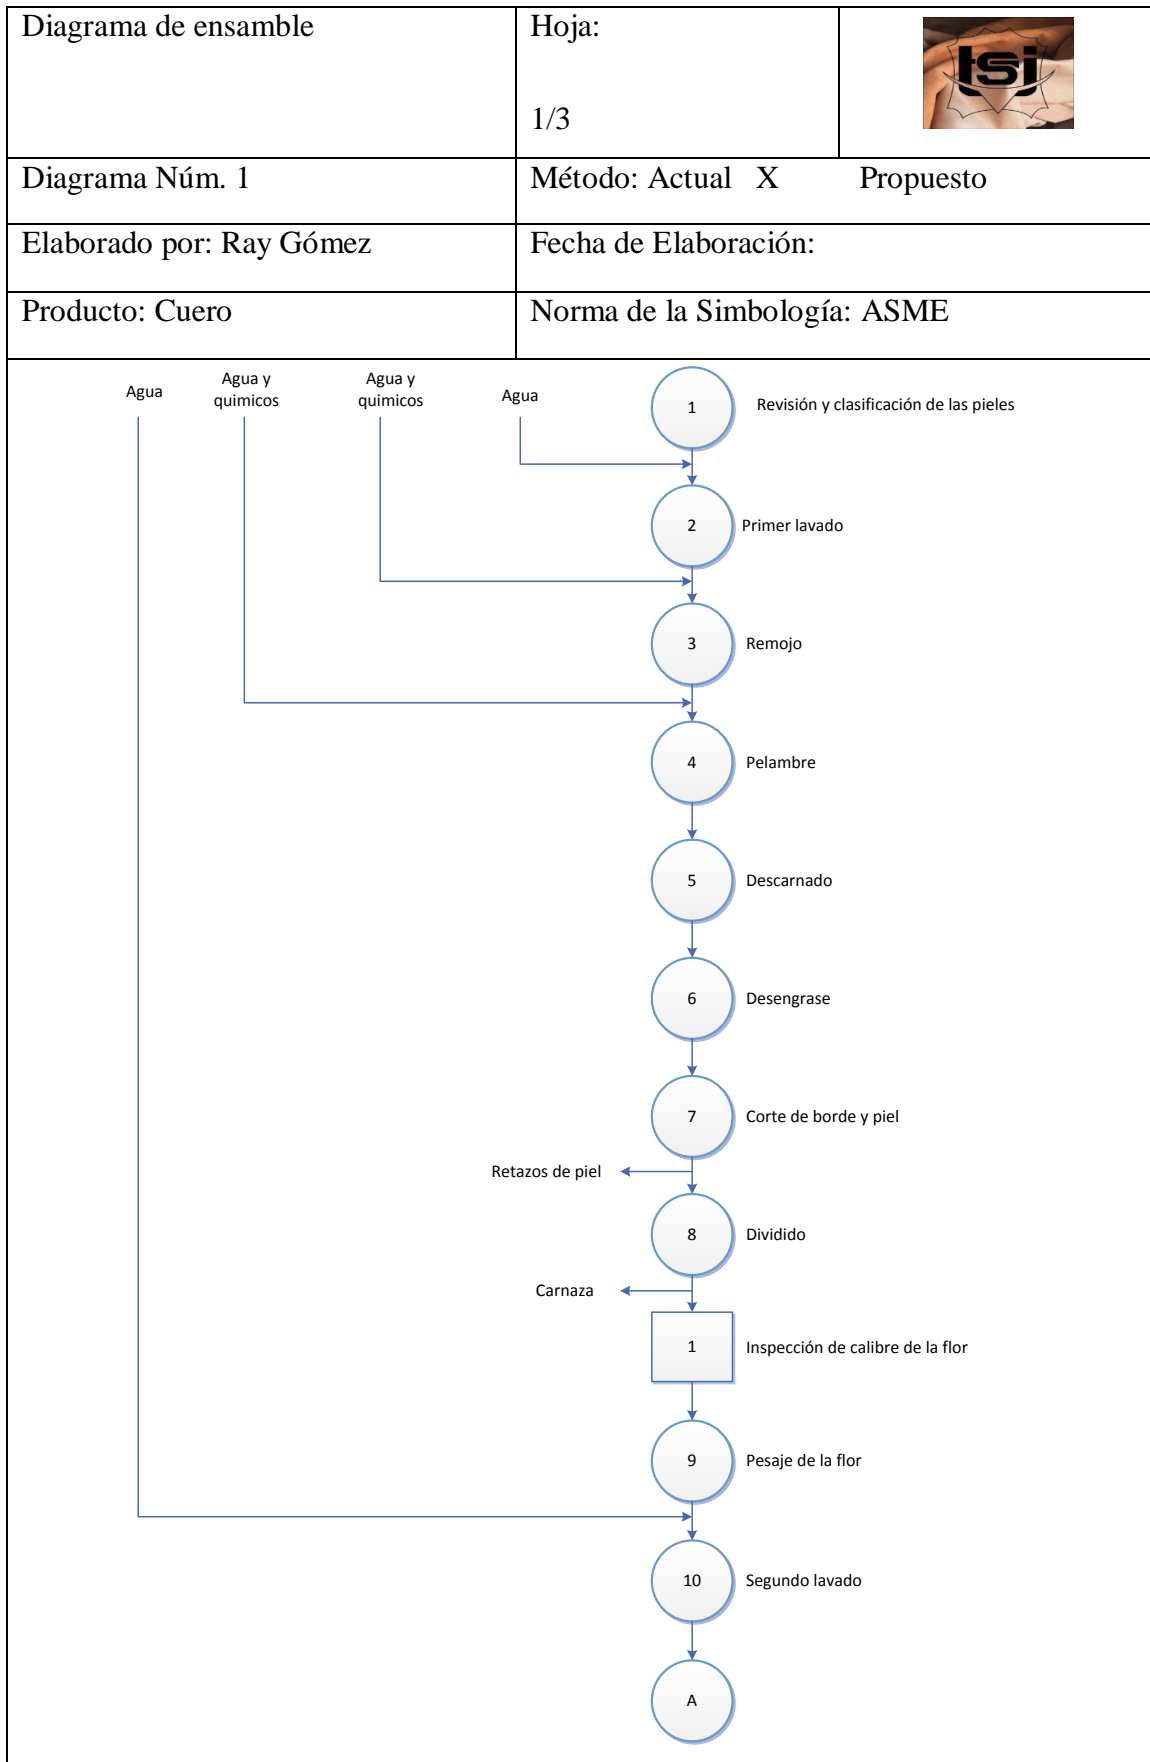 Diagrama de ensamble
Hoja:
1/3
tsj
Diagrama Núm. 1
Método: Actual X Propuesto
Elaborado por: Ray Gómez
Fecha de Elaboración:
Producto: Cuero
Norma de la Simbología: ASME
Agua
Agua y
quimicos
Agua y
quimicos
Agua
1
Revisión y clasificación de las pieles
2
Primer lavado
3
Remojo
4
Pelambre
5
Descarnado
6
Desengrase
7
Corte de borde y piel
Retazos de piel
8
Dividido
Carnaza
1
Inspección de calibre de la flor
9
Pesaje de la flor
10
Segundo lavado
A